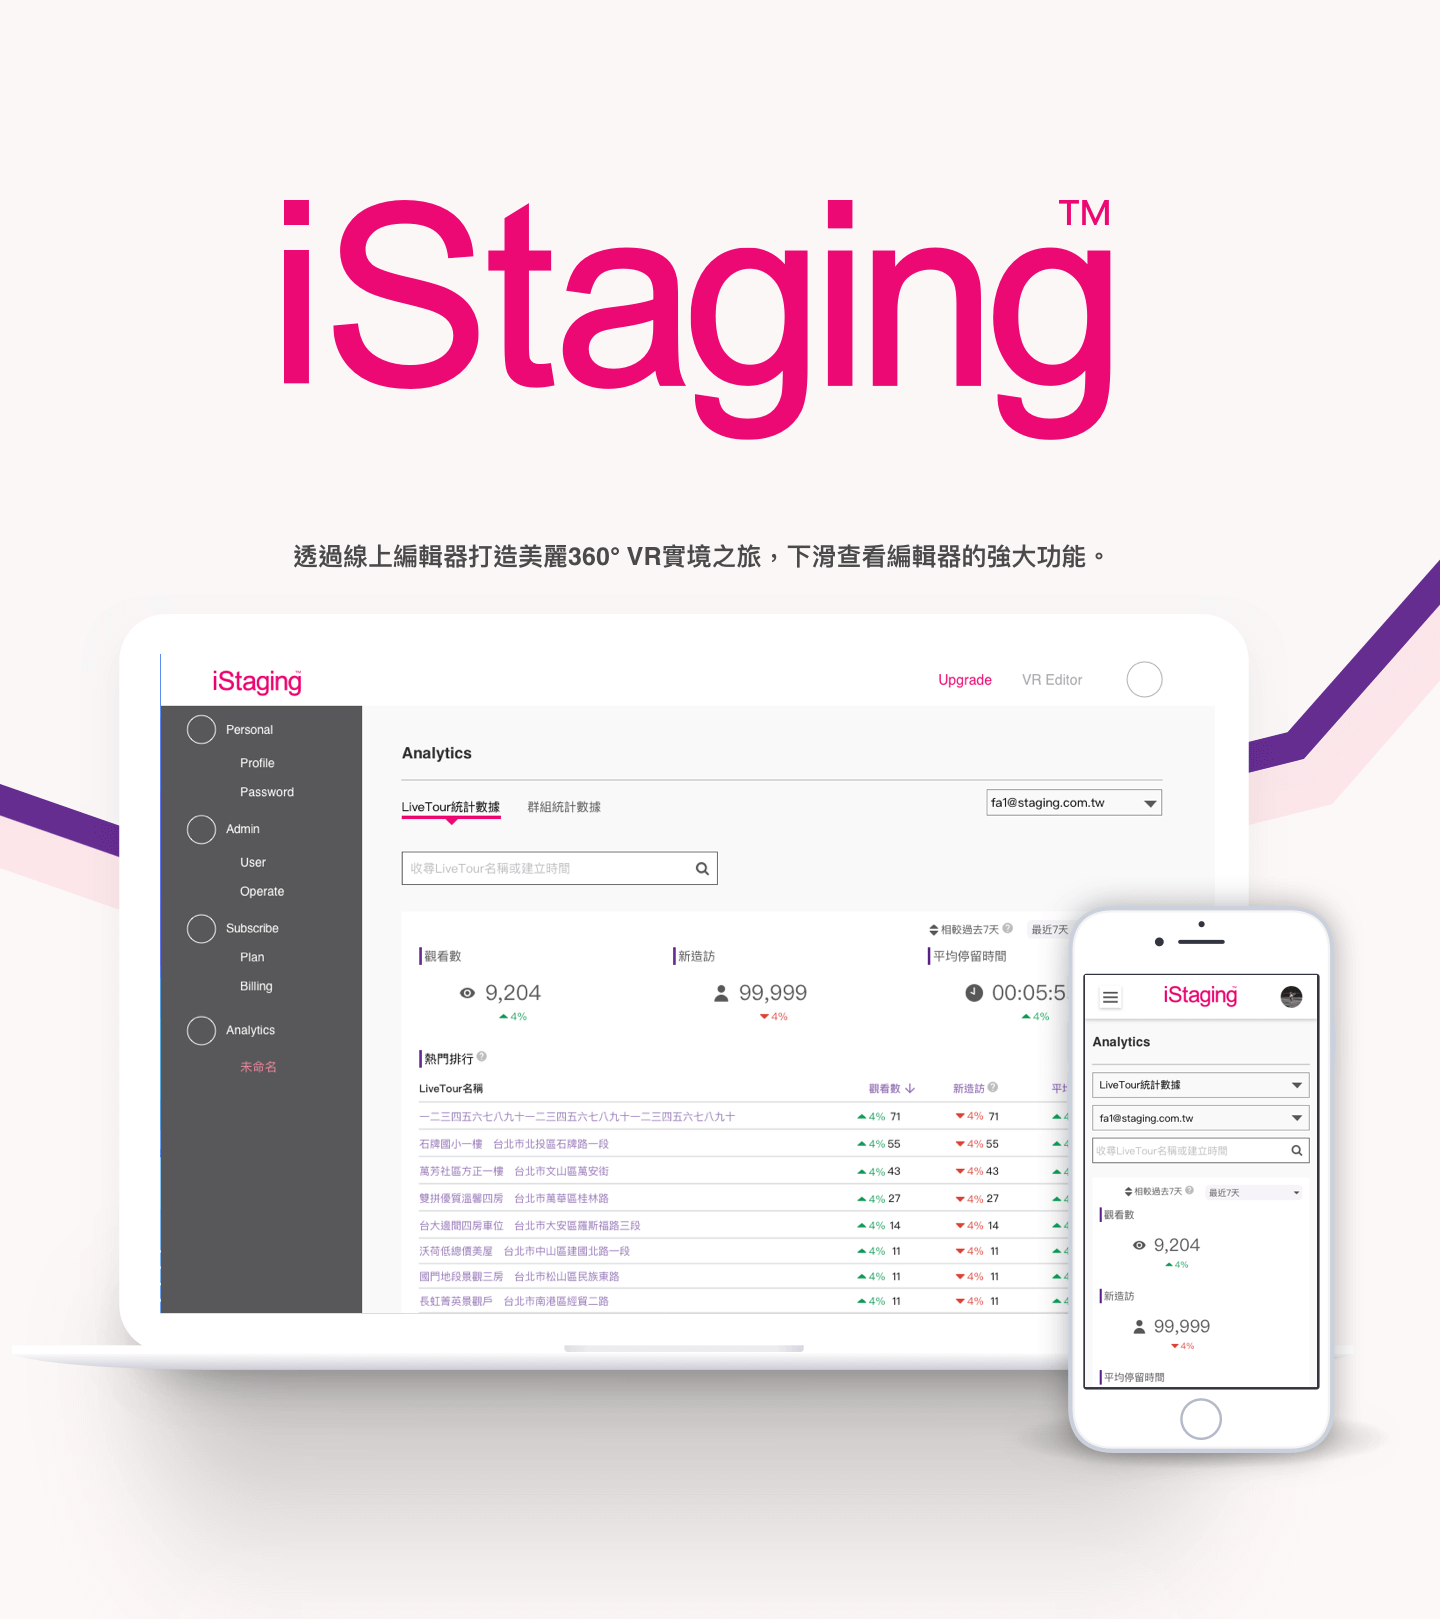 iStaging™
透過線上編輯器打造美麗360° VR實境之旅，下滑查看編輯器的強大功能。
iStaging™
Upgrade
VR Editor
Personal
Profile
Password
Admin
User
Operate
Subscribe
Plan
Billing
Analytics
未命名
Analytics
LiveTour統計數據
群組統計數據
fa1@staging.com.tw
收尋LiveTour名稱或建立時間
相較過去7天
最近7天
觀看數
新造訪
平均停留時間
9,204
99,999
00:05:5
4%
4%
4%
熱門排行
LiveTour名稱 觀看數 新造訪
一二三四五六七八九十一二三四五六七八九十一二三四五六七八九十 4% 71 4% 71
石牌國小一樓 台北市北投區石牌路一段 4% 55 4% 55
萬芳社區方正一樓 台北市文山區萬安街 4% 43 4% 43
雙拼優質溫馨四房 台北市萬華區桂林路 4% 27 4% 27
台大邊間四房車位 台北市大安區羅斯福路三段 4% 14 4% 14
沃荷低總價美屋 台北市中山區建國北路一段 4% 11 4% 11
國門地段景觀三房 台北市松山區民族東路 4% 11 4% 11
長虹菁英景觀戶 台北市南港區經貿二路 4% 11 4% 11
iStaging™
Analytics
LiveTour統計數據
fa1@staging.com.tw
收尋LiveTour名稱或建立時間
相較過去7天
最近7天
觀看數
9,204
4%
新造訪
99,999
4%
平均停留時間